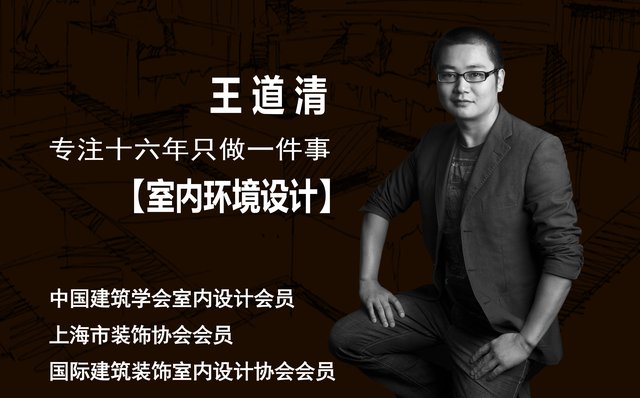 王道清
专注十六年只做一件事
【室内环境设计】
中国建筑学会室内设计会员
上海市装饰协会会员
国际建筑装饰室内设计协会会员